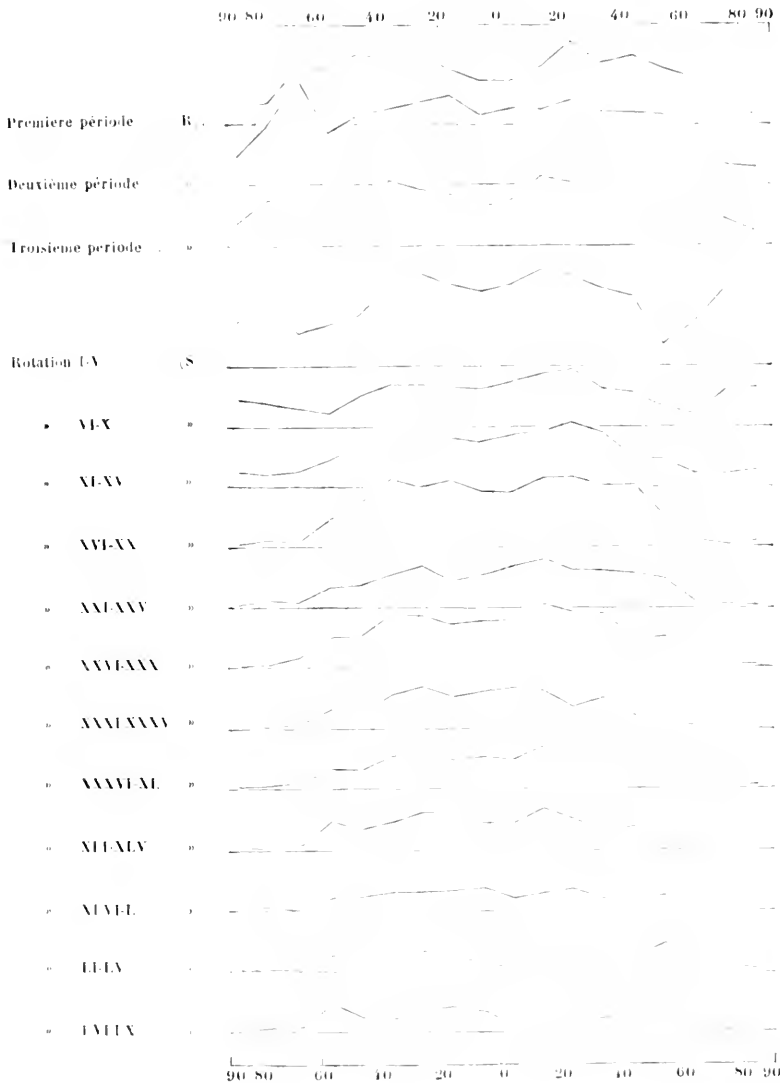 90 80 60 40 20 0 20 40 60 80 90
Premiere période R
Deuxième période
Troisième periode »
Rotation I-V (S
» VI-X »
» XI-XV »
» XVI-XX »
» XXI-XXV »
» XXVI-XXX »
» XXXI-XXXV »
» XXXVI-XL »
» XLI-XLV »
» XLVI-L »
» LI-LV
» LVI-LX
90 80 60 40 20 0 20 40 60 80 90